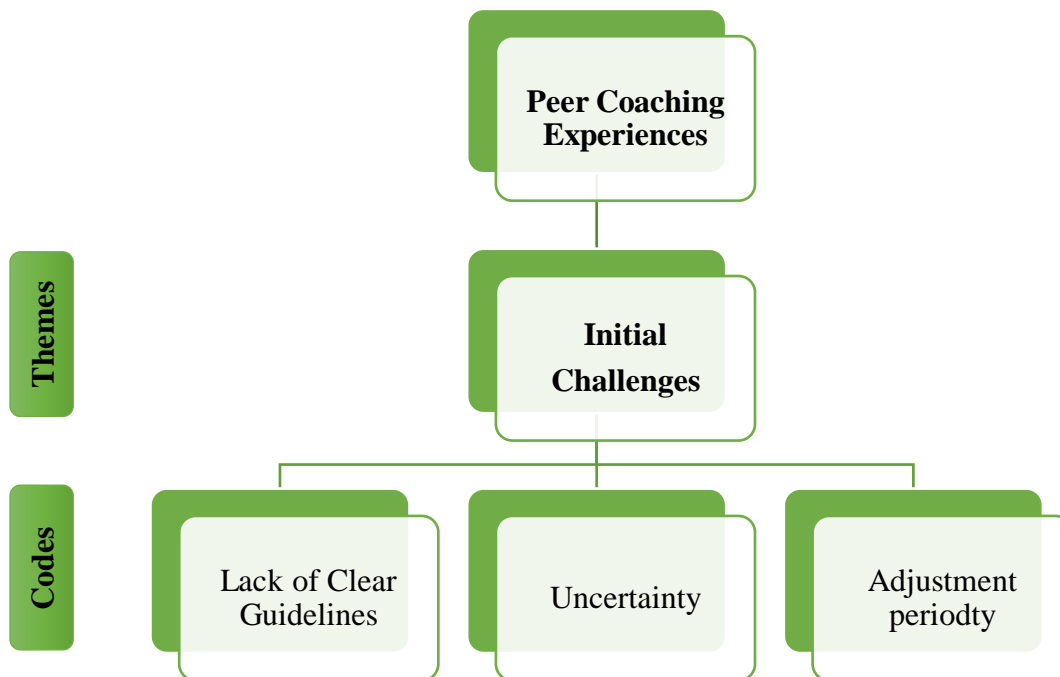 Peer Coaching
Experiences
Themes
Initial
Challenges
Codes
Lack of Clear
Guidelines
Uncertainty
Adjustment
periodty